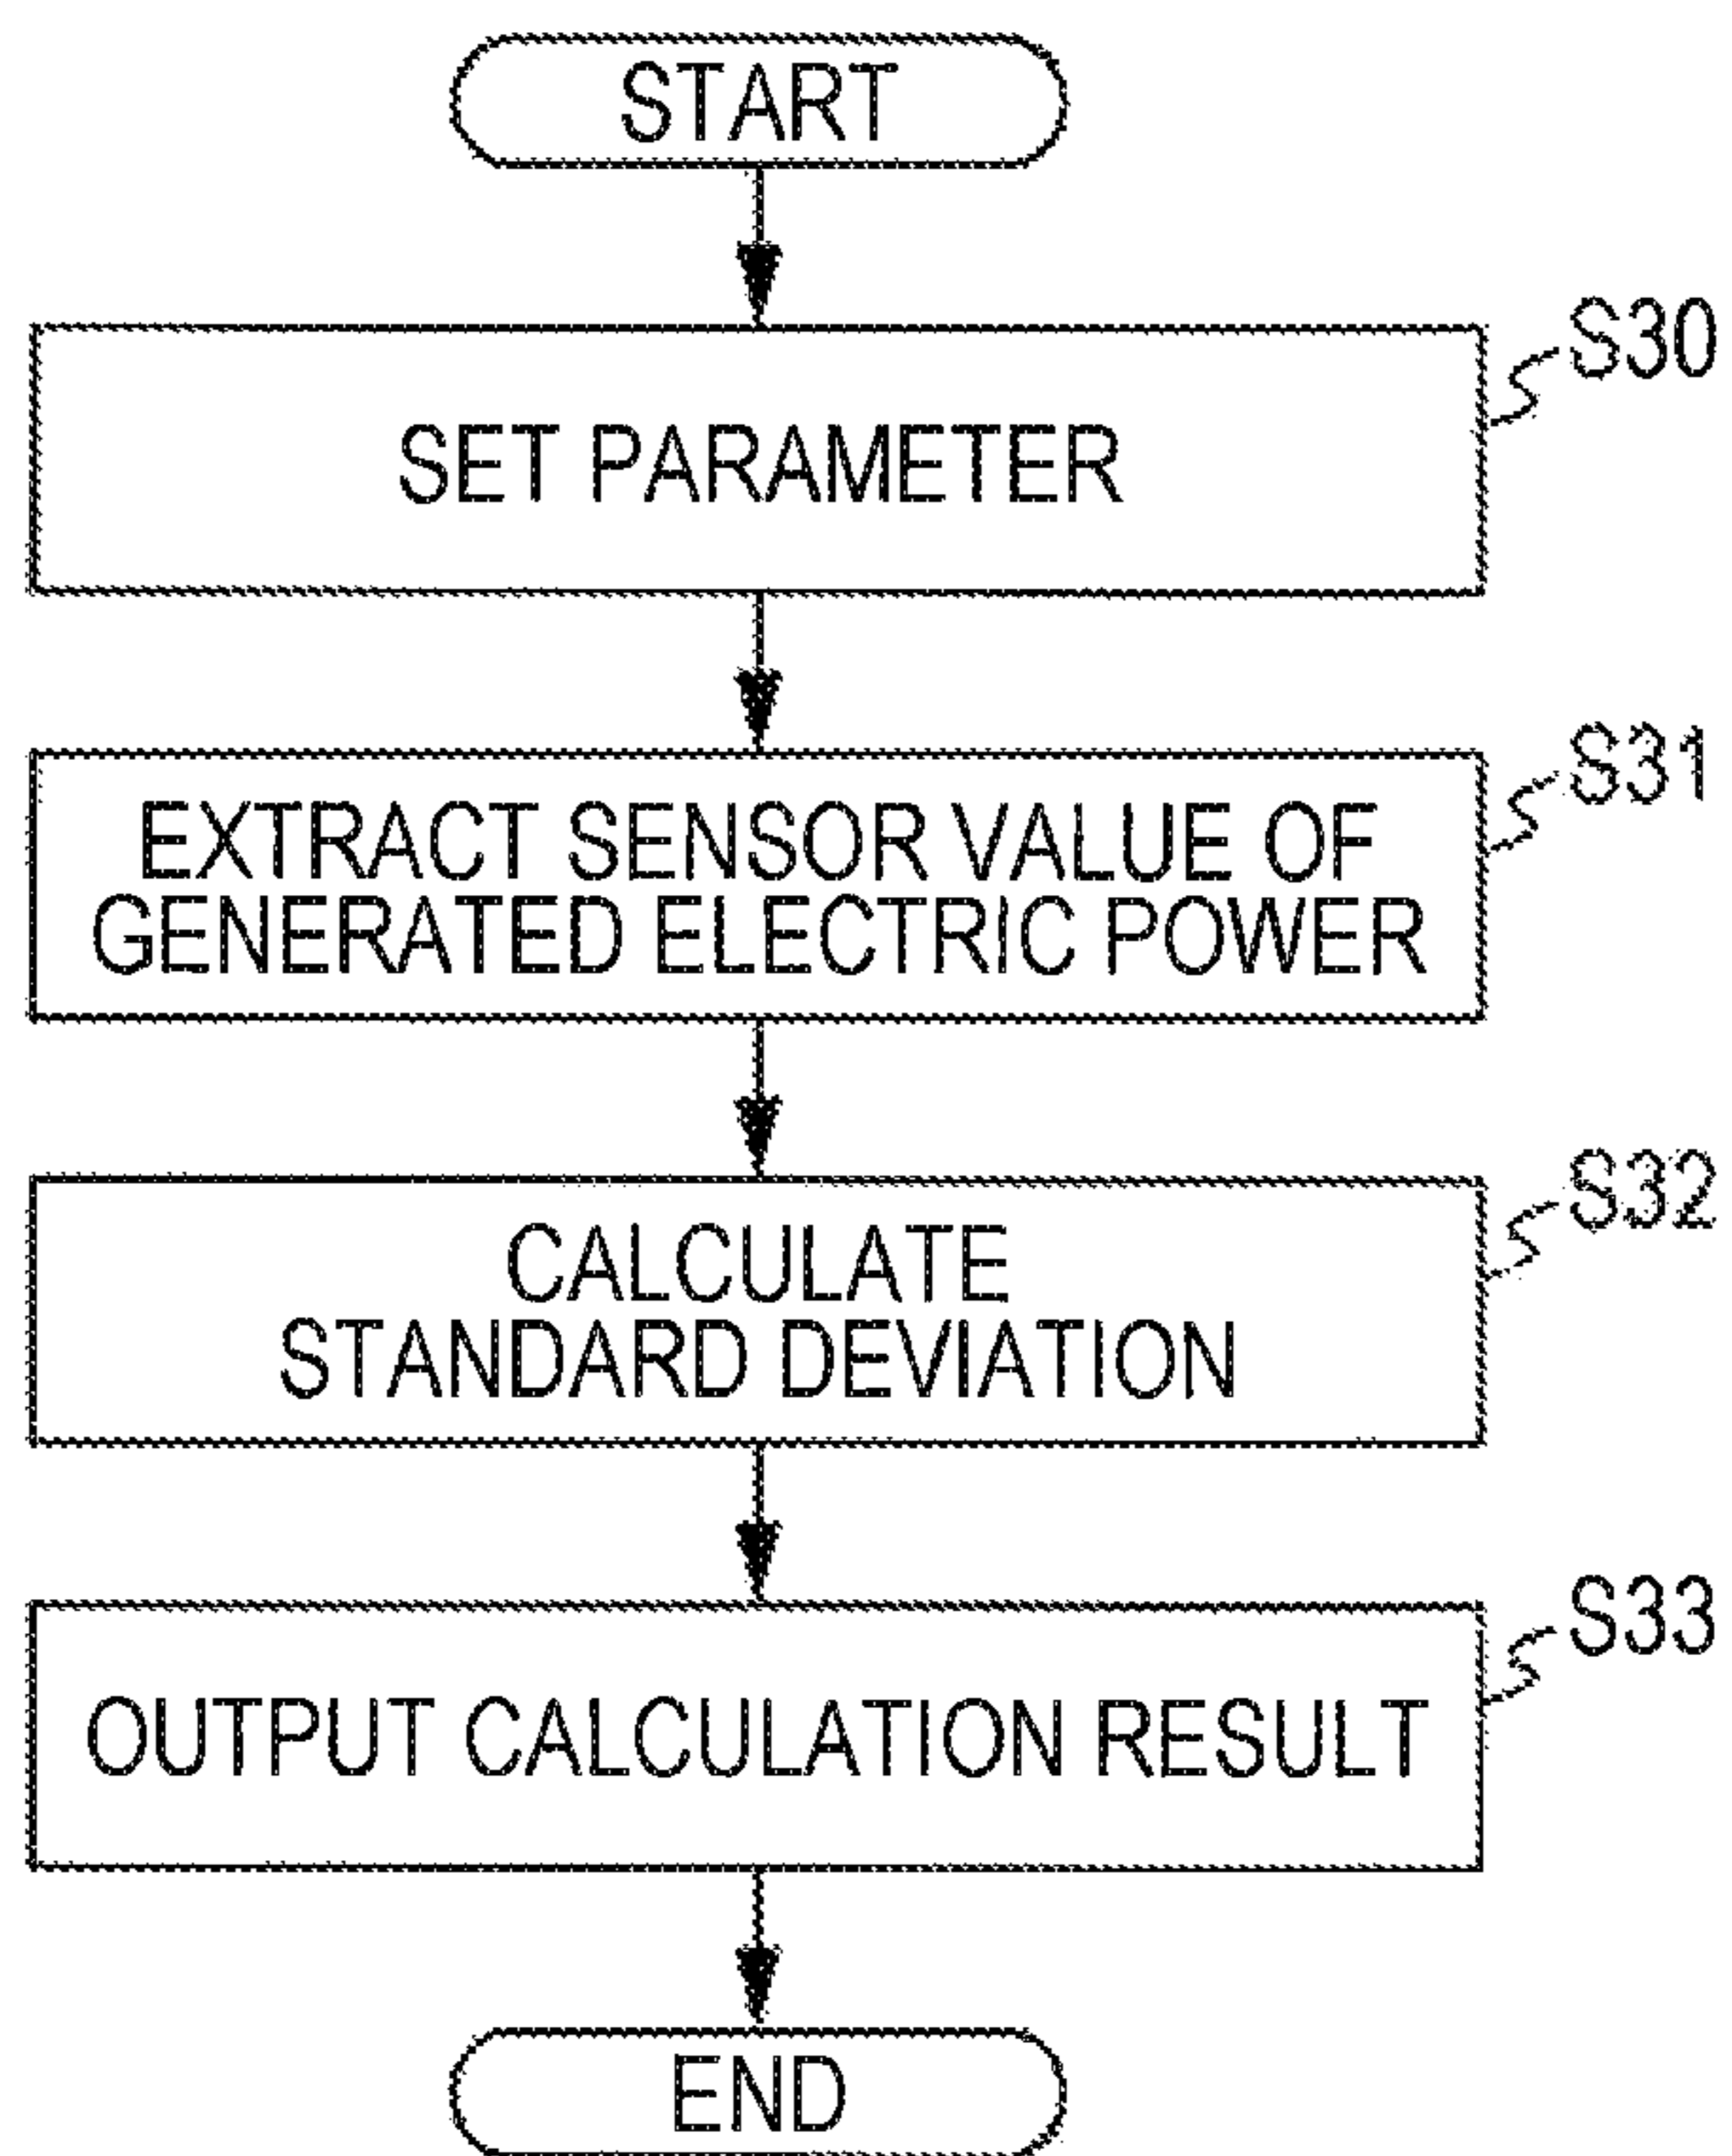 START
S30
SET PARAMETER
S31
EXTRACT SENSOR VALUE OF
GENERATED ELECTRIC POWER
S32
CALCULATE
STANDARD DEVIATION
S33
OUTPUT CALCULATION RESULT
END